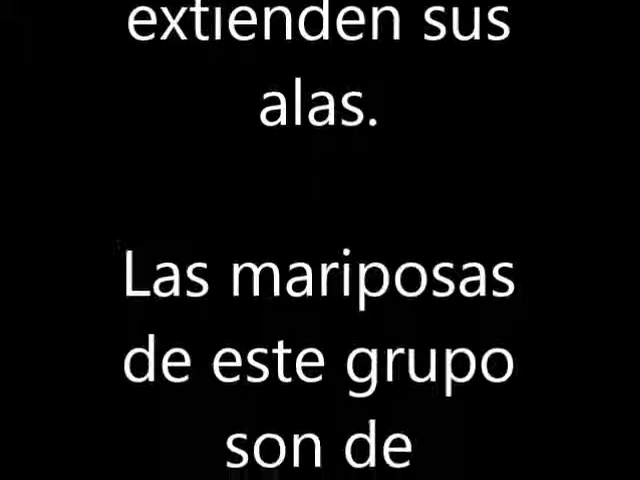 extienden sus
alas.
Las mariposas
de este grupo
son de